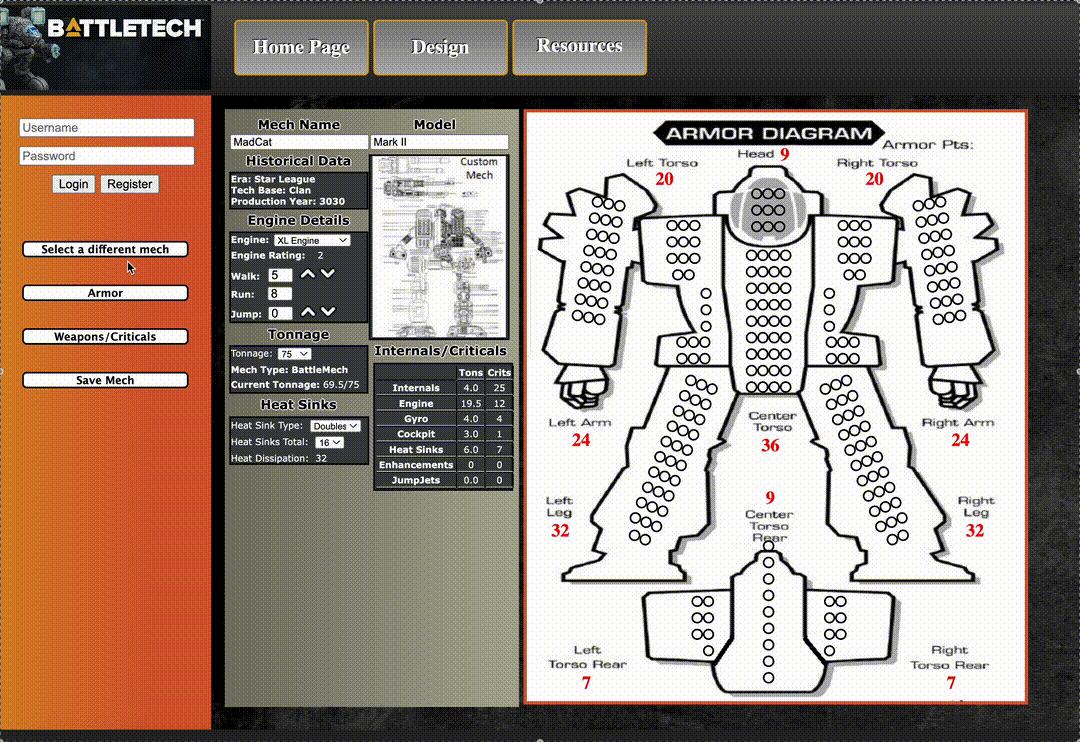 BATTLETECH
Home Page
Design
Resources
Username
Password
Login
Register
Select a different mech
Armor
Weapons/Criticals
Save Mech
Mech Name
Model
MadCat
Mark II
Historical Data
Era: Star League
Tech Base: Clan
Production Year: 3030
Custom
Mech
Engine Details
Engine: XL Engine
Engine Rating: 2
Walk: 5
Run: 8
Jump: 0
Tonnage
Tonnage: 75
Mech Type: BattleMech
Current Tonnage: 69.5/75
Heat Sinks
Heat Sink Type: Doubles
Heat Sinks Total: 16
Heat Dissipation: 32
Internals/Criticals
Tons Crits
Internals 4.0 25
Engine 19.5 12
Gyro 4.0 4
Cockpit 3.0 1
Heat Sinks 6.0 7
Enhancements 0 0
JumpJets 0.0 0
ARMOR DIAGRAM
Armor Pts:
Left Torso
20
Head 9
Right Torso
20
Left Arm
24
Center
Torso
36
Right Arm
24
Left
Leg
32
9
Center
Torso
Rear
Right
Leg
32
Left
Torso Rear
7
Right
Torso Rear
7